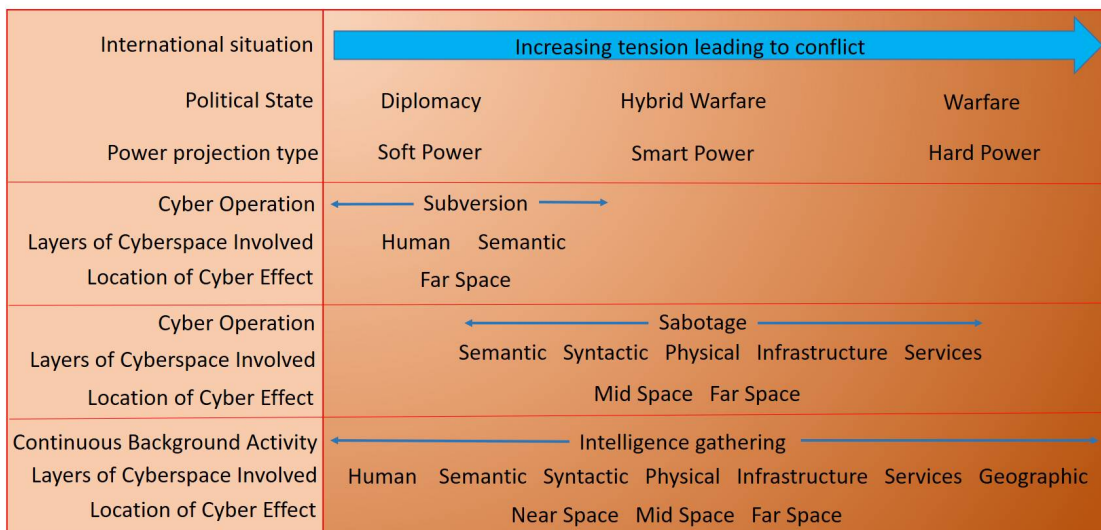 International situation Increasing tension leading to conflict
Political State Diplomacy Hybrid Warfare Warfare
Power projection type Soft Power Smart Power Hard Power
Cyber Operation Subversion
Layers of Cyberspace Involved Human Semantic
Location of Cyber Effect Far Space
Cyber Operation Sabotage
Layers of Cyberspace Involved Semantic Syntactic Physical Infrastructure Services
Location of Cyber Effect Mid Space Far Space
Continuous Background Activity Intelligence gathering
Layers of Cyberspace Involved Human Semantic Syntactic Physical Infrastructure Services Geographic
Location of Cyber Effect Near Space Mid Space Far Space